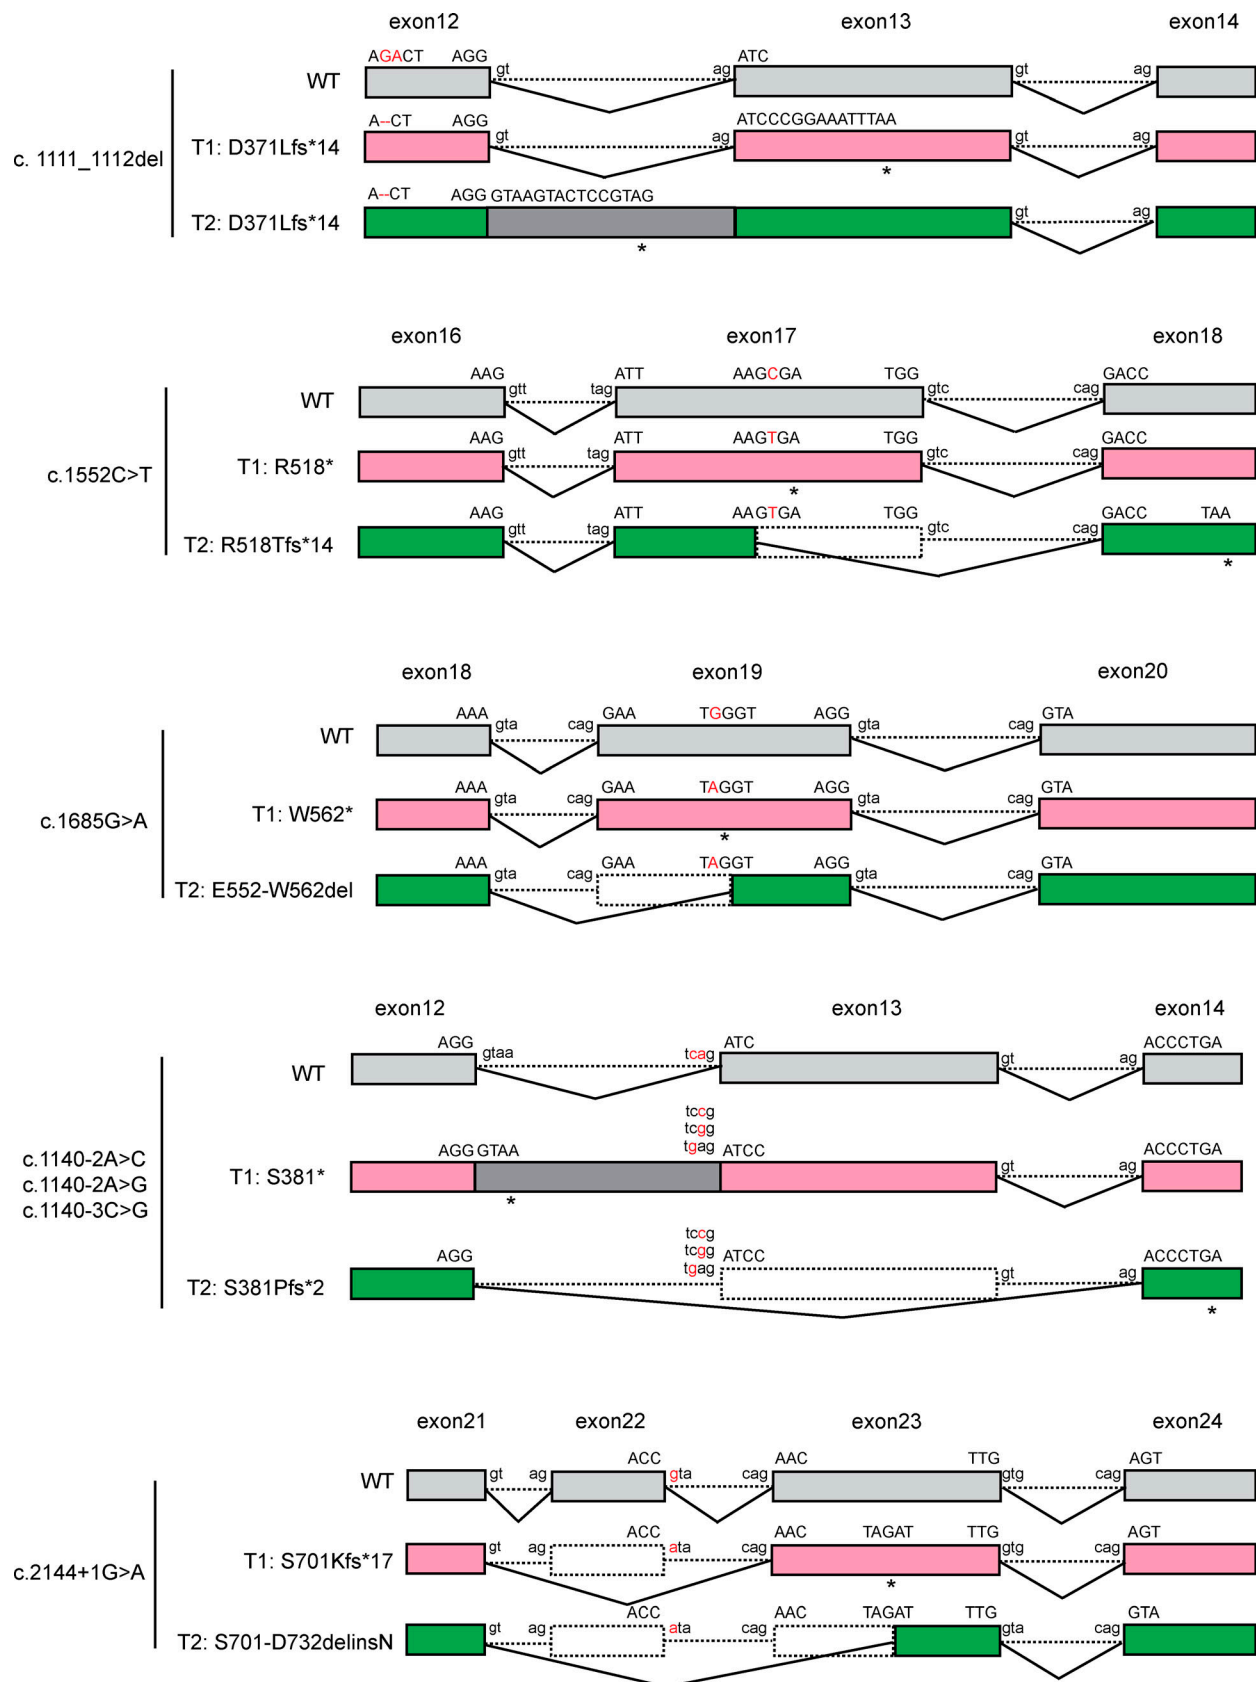 exon12 exon13 exon14
AGACT AGG ATC
WT gt ag gt ag
A--CT AGG ATCCCGGAAATTTAA
T1: D371Lfs*14 gt ag gt ag
c. 1111_1112del
*
A--CT AGG GTAAGTACTCCGTAG
T2: D371Lfs*14 gt ag
*
exon16 exon17 exon18
AAG ATT AAGCGA TGG GACC
WT gtt tag gtc cag
AAG ATT AAGTGA TGG GACC
T1: R518* gtt tag gtc cag
c.1552C>T
*
AAG ATT AAGTGA TGG GACC TAA
T2: R518Tfs*14 gtt tag gtc cag
*
exon18 exon19 exon20
AAA GAA TGGGT AGG GTA
WT gta cag gta cag
AAA GAA TAGGT AGG GTA
T1: W562* gta cag gta cag
c.1685G>A
*
AAA GAA TAGGT AGG GTA
T2: E552-W562del gta cag gta cag
exon12 exon13 exon14
AGG ATC ACCCTGA
WT gtaa tcag gt ag
tccg
tcgg
tgag
AGG GTAA ATCC ACCCTGA
c.1140-2A>C
c.1140-2A>G
c.1140-3C>G
T1: S381* gt ag
*
tccg
tcgg
tgag
AGG ATCC ACCCTGA
T2: S381Pfs*2 gt ag
*
exon21 exon22 exon23 exon24
ACC AAC TTG AGT
WT gt ag gta cag gtg cag
ACC AAC TAGAT TTG AGT
T1: S701Kfs*17 gt ag ata cag gtg cag
c.2144+1G>A
*
ACC AAC TAGAT TTG GTA
T2: S701-D732delinsN gt ag ata cag gta cag